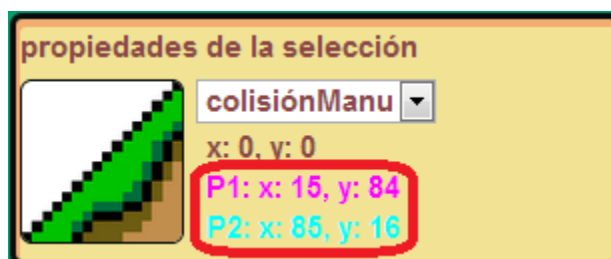 propiedades de la selección
colisiónManu
x: 0, y: 0
P1: x: 15, y: 84
P2: x: 85, y: 16